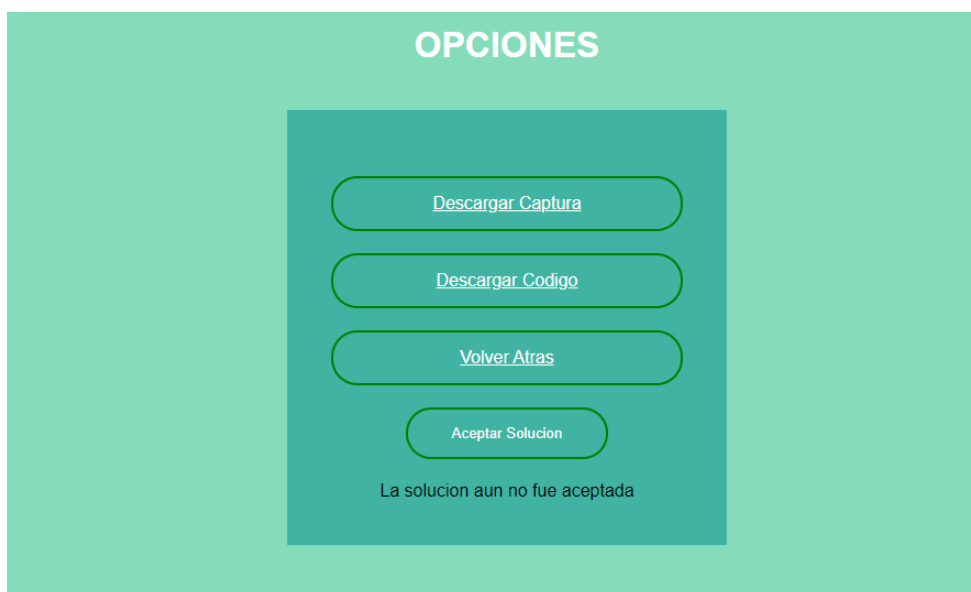 OPCIONES
Descargar Captura
Descargar Codigo
Volver Atras
Aceptar Solucion
La solucion aun no fue aceptada